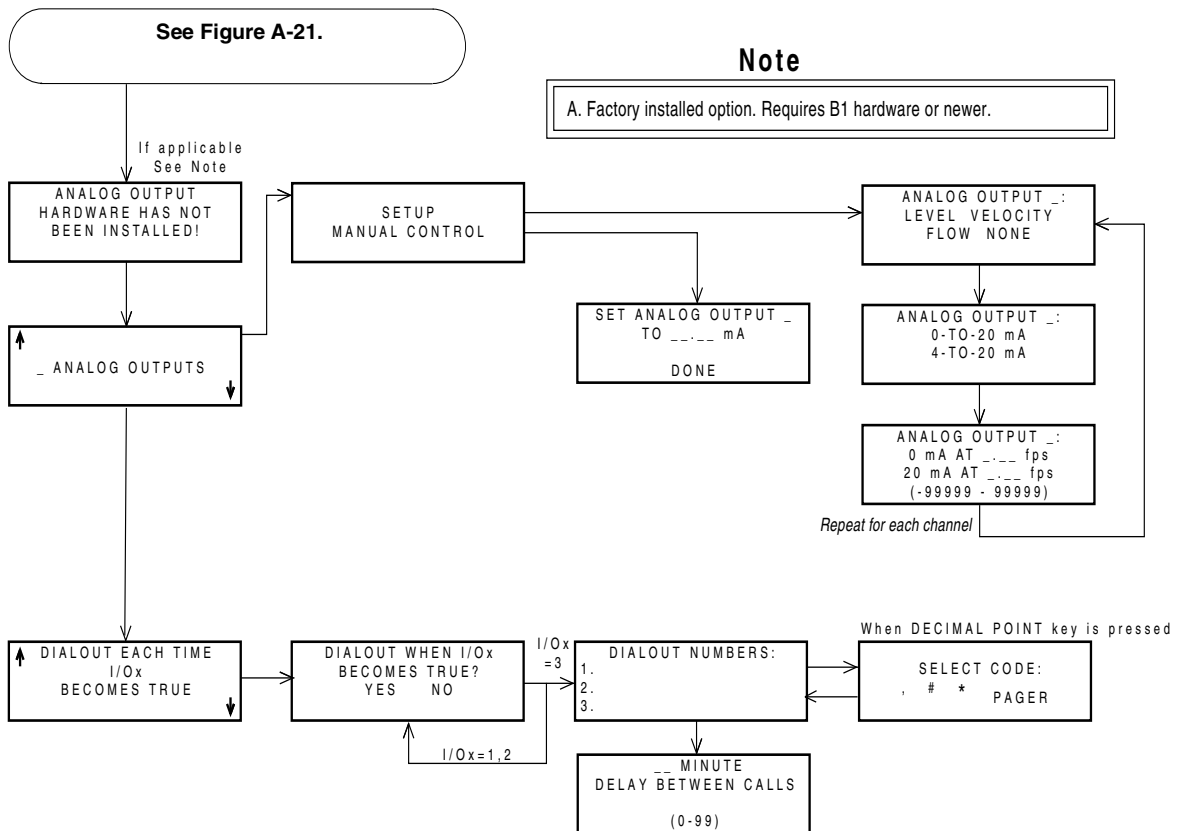 See Figure A-21.
Note
A. Factory installed option. Requires B1 hardware or newer.
If applicable
See Note
ANALOG OUTPUT
HARDWARE HAS NOT
BEEN INSTALLED!
SETUP
MANUAL CONTROL
ANALOG OUTPUT _:
LEVEL VELOCITY
FLOW NONE
_ ANALOG OUTPUTS
SET ANALOG OUTPUT _
TO __.__ mA
DONE
ANALOG OUTPUT _:
0-TO-20 mA
4-TO-20 mA
ANALOG OUTPUT _:
0 mA AT _.__ fps
20 mA AT _.__ fps
(-99999 - 99999)
Repeat for each channel
DIALOUT EACH TIME
I/Ox
BECOMES TRUE
DIALOUT WHEN I/Ox
BECOMES TRUE?
YES NO
I/Ox
=3
I/Ox=1,2
DIALOUT NUMBERS:
1.
2.
3.
When DECIMAL POINT key is pressed
SELECT CODE:
, # * PAGER
__ MINUTE
DELAY BETWEEN CALLS
(0-99)